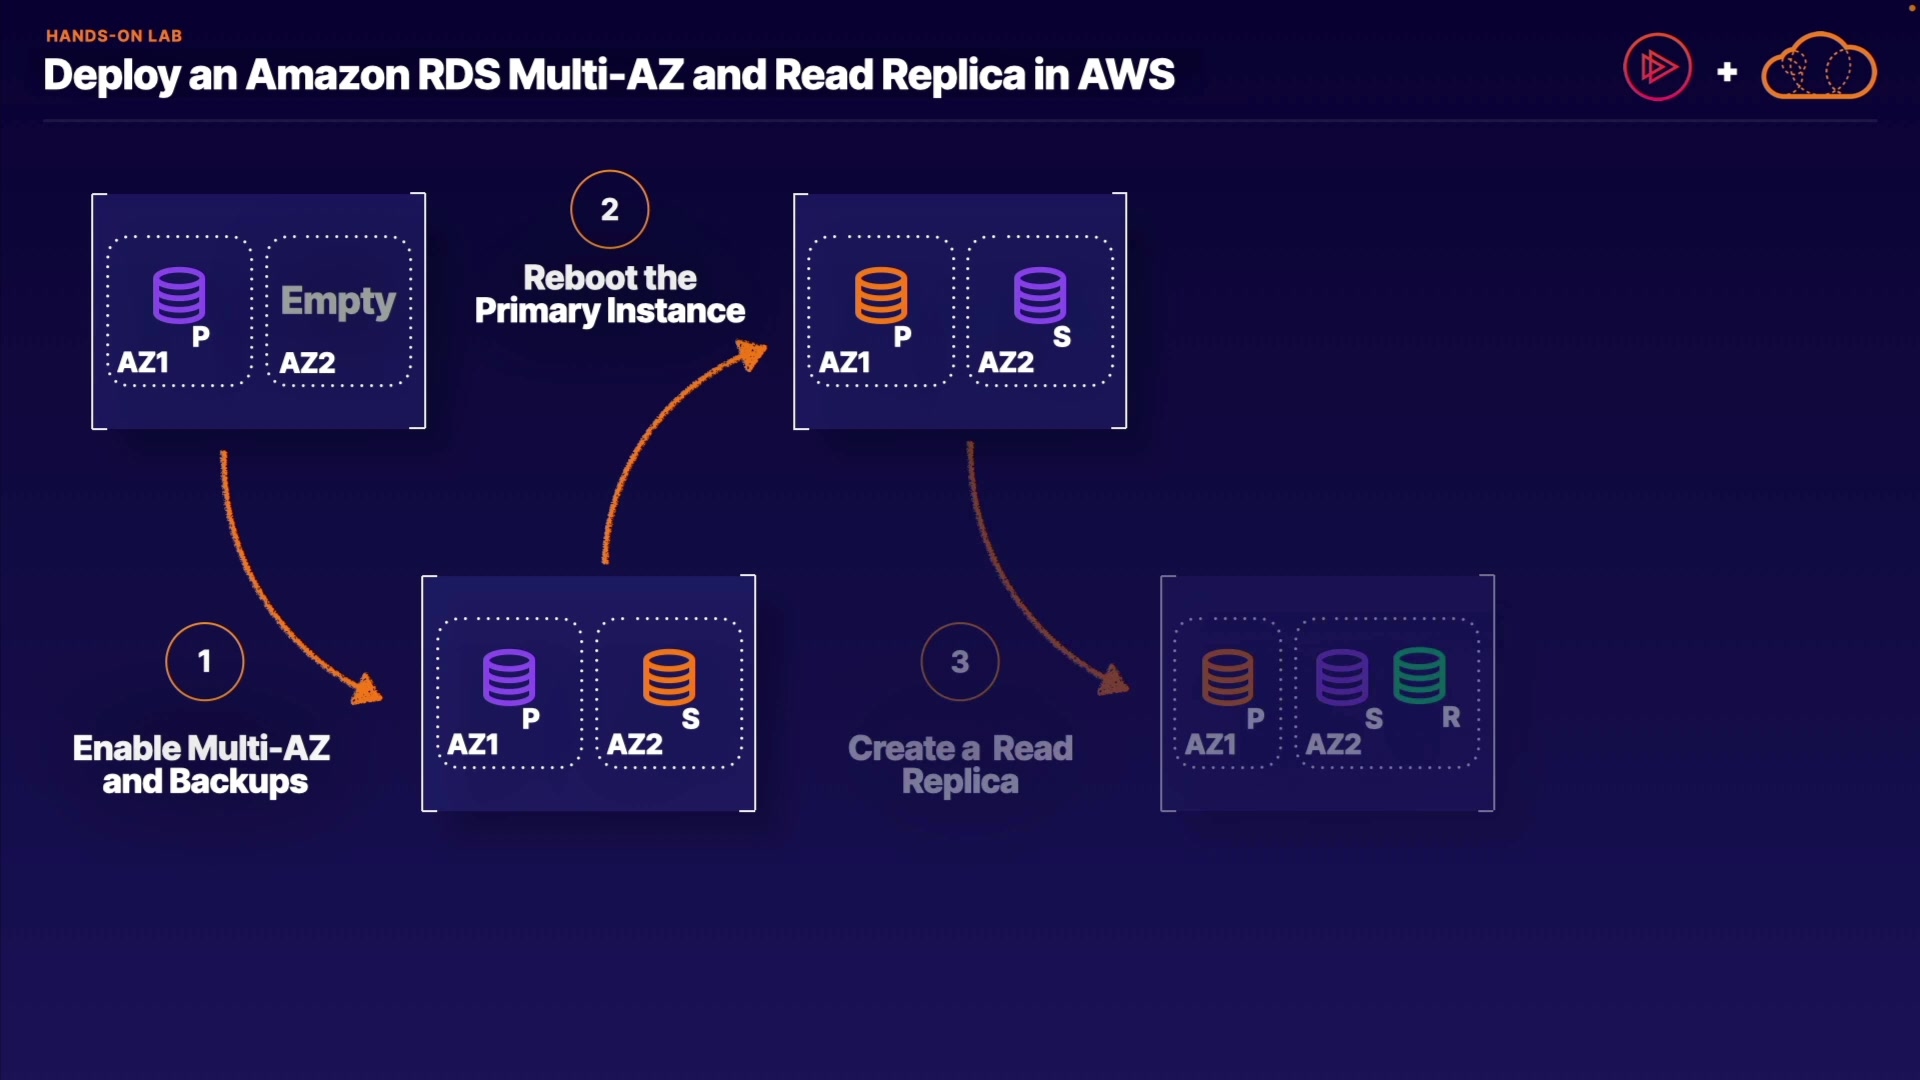 HANDS-ON LAB
Deploy an Amazon RDS Multi-AZ and Read Replica in AWS
+
P
AZ1
Empty
AZ2
2
Reboot the
Primary Instance
P
AZ1
S
AZ2
1
Enable Multi-AZ
and Backups
P
AZ1
S
AZ2
3
Create a Read
Replica
P
AZ1
S
R
AZ2